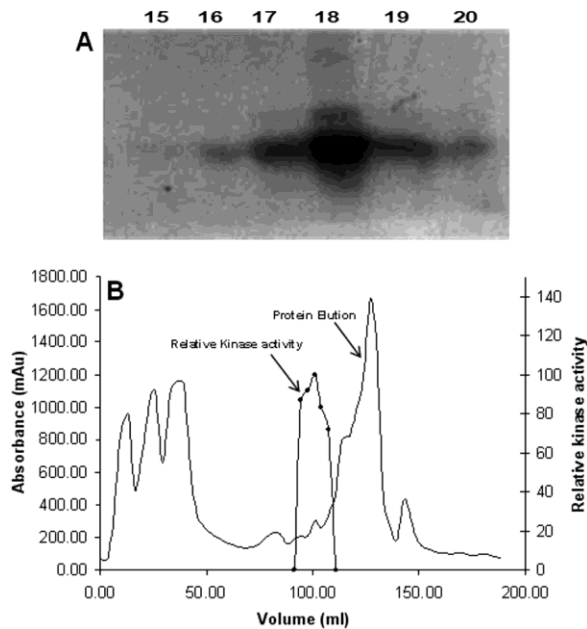 15 16 17 18 19 20
A
B
1800.00
1600.00
1400.00
1200.00
1000.00
800.00
600.00
400.00
200.00
0.00
Absorbance (mAu)
Relative Kinase activity
Protein Elution
140
120
100
80
60
40
20
0
Relative kinase activity
0.00 50.00 100.00 150.00 200.00
Volume (ml)